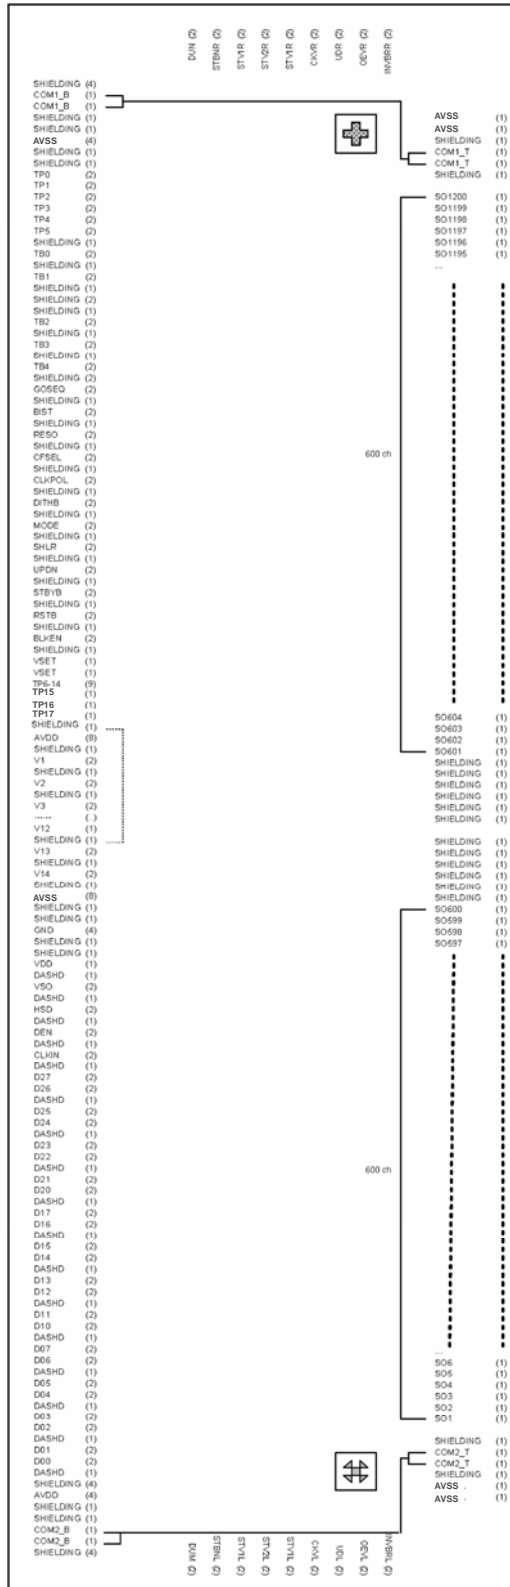 DUN (2)
STBNR (2)
STV1R (2)
STV2R (2)
STV1R (2)
CKVR (2)
UDR (2)
OEVR (2)
INVBRR (2)
SHIELDING (4)
COM1_B (1)
COM1_B (1)
SHIELDING (1)
SHIELDING (1)
AVSS (4)
SHIELDING (1)
SHIELDING (1)
TP0 (2)
TP1 (2)
TP2 (2)
TP3 (2)
TP4 (2)
TP5 (2)
SHIELDING (1)
TB0 (2)
SHIELDING (1)
TB1 (2)
SHIELDING (1)
SHIELDING (2)
SHIELDING (1)
TB2 (2)
SHIELDING (1)
TB3 (2)
SHIELDING (1)
TB4 (2)
SHIELDING (2)
GOSEQ (2)
SHIELDING (1)
BIST (2)
SHIELDING (1)
RESO (2)
SHIELDING (1)
CFSEL (2)
SHIELDING (1)
CLKPOL (2)
SHIELDING (1)
DITHB (2)
SHIELDING (1)
MODE (2)
SHIELDING (1)
SHLR (2)
SHIELDING (1)
UPDN (2)
SHIELDING (1)
STBYB (2)
SHIELDING (1)
RSTB (2)
SHIELDING (1)
BLKEN (2)
SHIELDING (1)
VSET (1)
VSET (1)
TP6-14 (9)
TP15 (1)
TP16 (1)
TP17 (1)
SHIELDING (1)
AVDD (8)
SHIELDING (1)
V1 (2)
SHIELDING (1)
V2 (2)
SHIELDING (1)
V3 (2)
...... (..)
V12 (1)
SHIELDING (1)
V13 (2)
SHIELDING (1)
V14 (2)
SHIELDING (1)
AVSS (8)
SHIELDING (1)
SHIELDING (1)
GND (4)
SHIELDING (1)
SHIELDING (1)
VDD (1)
DASHD (1)
VSO (2)
DASHD (1)
HSD (2)
DASHD (1)
DEN (2)
DASHD (1)
CLKIN (2)
DASHD (1)
D27 (2)
D26 (2)
DASHD (1)
D25 (2)
D24 (2)
DASHD (1)
D23 (2)
D22 (2)
DASHD (1)
D21 (2)
D20 (2)
DASHD (1)
D17 (2)
D16 (2)
DASHD (1)
D15 (2)
D14 (2)
DASHD (1)
D13 (2)
D12 (2)
DASHD (1)
D11 (2)
D10 (2)
DASHD (1)
D07 (2)
D06 (2)
DASHD (1)
D05 (2)
D04 (2)
DASHD (1)
D03 (2)
D02 (2)
DASHD (1)
D01 (2)
D00 (2)
DASHD (1)
SHIELDING (4)
AVDD (4)
SHIELDING (1)
SHIELDING (1)
COM2_B (1)
COM2_B (1)
SHIELDING (4)
AVSS (1)
AVSS (1)
SHIELDING (1)
COM1_T (1)
COM1_T (1)
SHIELDING (1)
SO1200 (1)
SO1199 (1)
SO1198 (1)
SO1197 (1)
SO1196 (1)
SO1195 (1)
...
600 ch
SO604 (1)
SO603 (1)
SO602 (1)
SO601 (1)
SHIELDING (1)
SHIELDING (1)
SHIELDING (1)
SHIELDING (1)
SHIELDING (1)
SHIELDING (1)
SHIELDING (1)
SHIELDING (1)
SHIELDING (1)
SHIELDING (1)
SHIELDING (1)
SHIELDING (1)
SO600 (1)
SO599 (1)
SO598 (1)
SO597 (1)
600 ch
...
SO6 (1)
SO5 (1)
SO4 (1)
SO3 (1)
SO2 (1)
SO1 (1)
SHIELDING (1)
COM2_T (1)
COM2_T (1)
SHIELDING (1)
AVSS (1)
AVSS (1)
DUM (2)
STBNL (2)
STV1L (2)
STV2L (2)
STV1L (2)
CKVL (2)
UDL (2)
OEVL (2)
INVBRL (2)